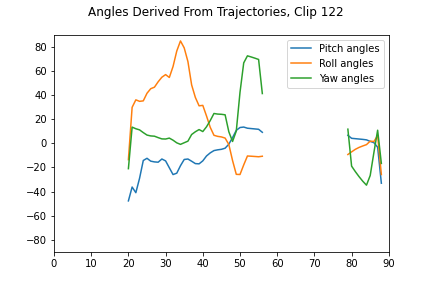 Angles Derived From Trajectories, Clip 122
Pitch angles
Roll angles
Yaw angles
80
60
40
20
0
−20
−40
−60
−80
0 10 20 30 40 50 60 70 80 90